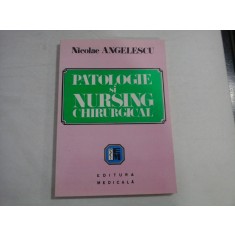 Nicolae ANGELESCU
PATOLOGIE
și
NURSING
CHIRURGICAL
EDITURA
MEDICALĂ